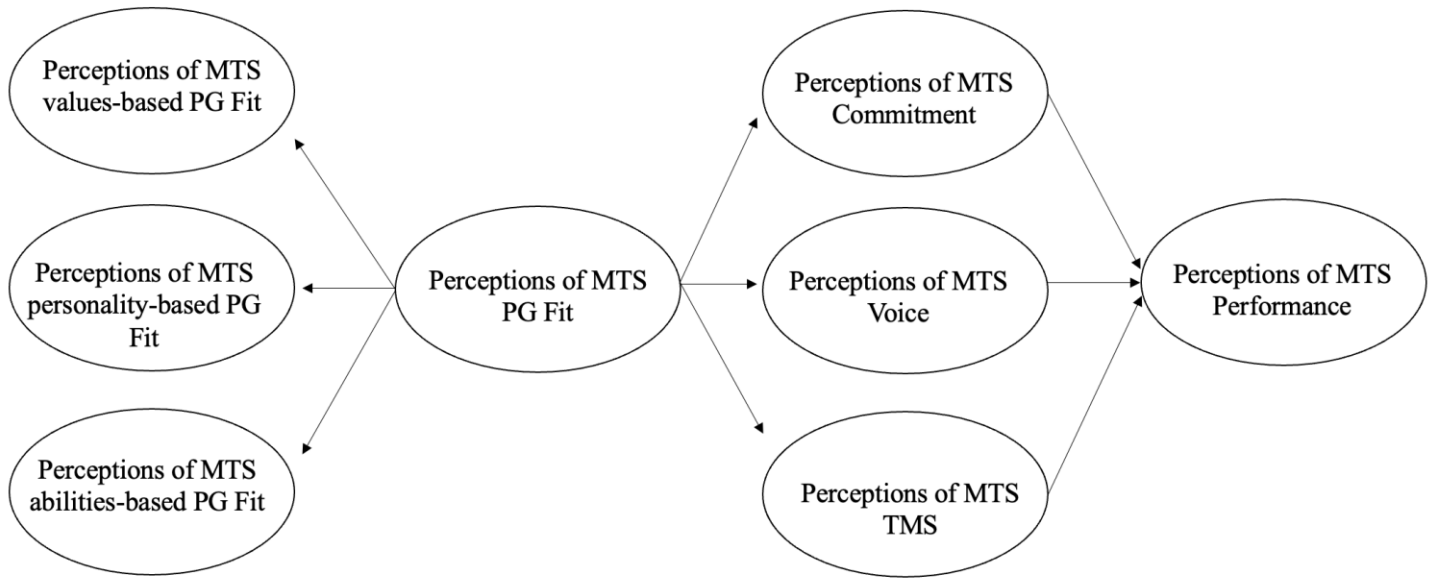 Perceptions of MTS
values-based PG Fit
Perceptions of MTS
personality-based PG
Fit
Perceptions of MTS
abilities-based PG Fit
Perceptions of MTS
PG Fit
Perceptions of MTS
Commitment
Perceptions of MTS
Voice
Perceptions of MTS
TMS
Perceptions of MTS
Performance